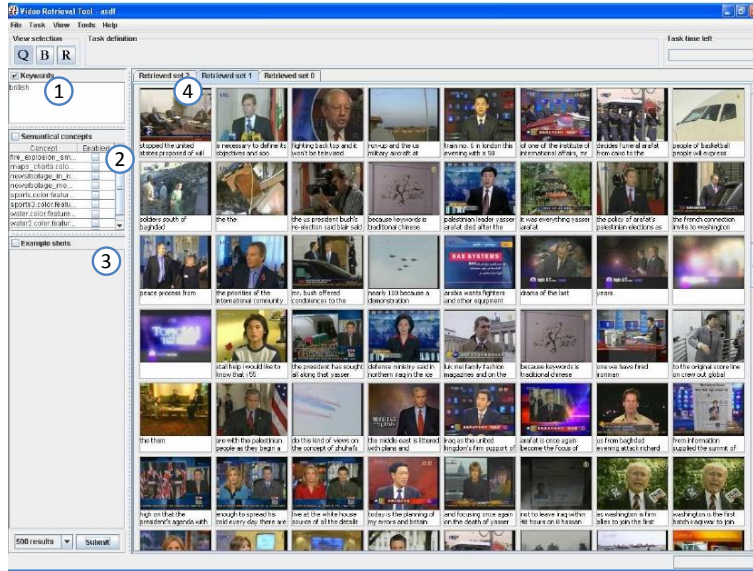 Video Retrieval Tool - asdf
File Task View Tools Help
View selection
Task definition
Task time left
Q B R
Keywords
1
british
Retrieved set 2 Retrieved set 1 Retrieved set 0
4
Semantical concepts
Concept Enabled
2
fire_explosion_sm...
maps_charts.colo...
newsfootage_in_n...
newsfootage_me...
sports.color.featur...
sports3.color.featu...
water.color.feature...
water2.color.featur...
Example shots
3
stopped the united
states proposed of will
is necessary to define its
objectives and soo
fighting back top and it
won't be televised
run-up and the us
military aircraft at
train no. 6 in london this
evening with a 58
of one of the institute of
international affairs, mr
decides funeral arafat
from cairo to the
people of basketball
people will express
soldiers south of
baghdad
the the
the us president bush's
re-election said blair said
because keywords is
traditional chinese
palestinian leader yasser
arafat died after the
it was everything yasser
arafat
the policy of arafat's
palestinian elections as
the french connection
invite to washington
peace process from
the priorities of the
international community
mr. bush offered
condolences to the
nearly 100 because a
demonstration
BAE SYSTEMS
arabia wants fighters
and other equipment
drama of the last
years
stall help i would like to
know that i 55
the president has sought
all along that yasser
defense ministry said in
northern iraq in the ice
luk mei family fashion
magazines and on the
because keywords is
traditional chinese
one we have fired
ironman
to the original score line
on crew out global
the them
are with the palestinian
people as they begin a
do this kind of views on
the concept of zhuhai's
the middle east is littered
with plans and
iraq as the united
kingdom's firm support of
arafat is once again
become the focus of
us from baghdad
evening attack richard
from information
supplied the summit of
high on that the
president's agenda with
enough to spread his
cold every day there are
live at the white house
source of all the details
today is the planning of
my errors and britain
and focusing once again
on the death of yasser
not to leave iraq within
48 hours on 8 hassan
as washington is firm
allies to join the first
washington is the first
batch iraq war to join
500 results Submit